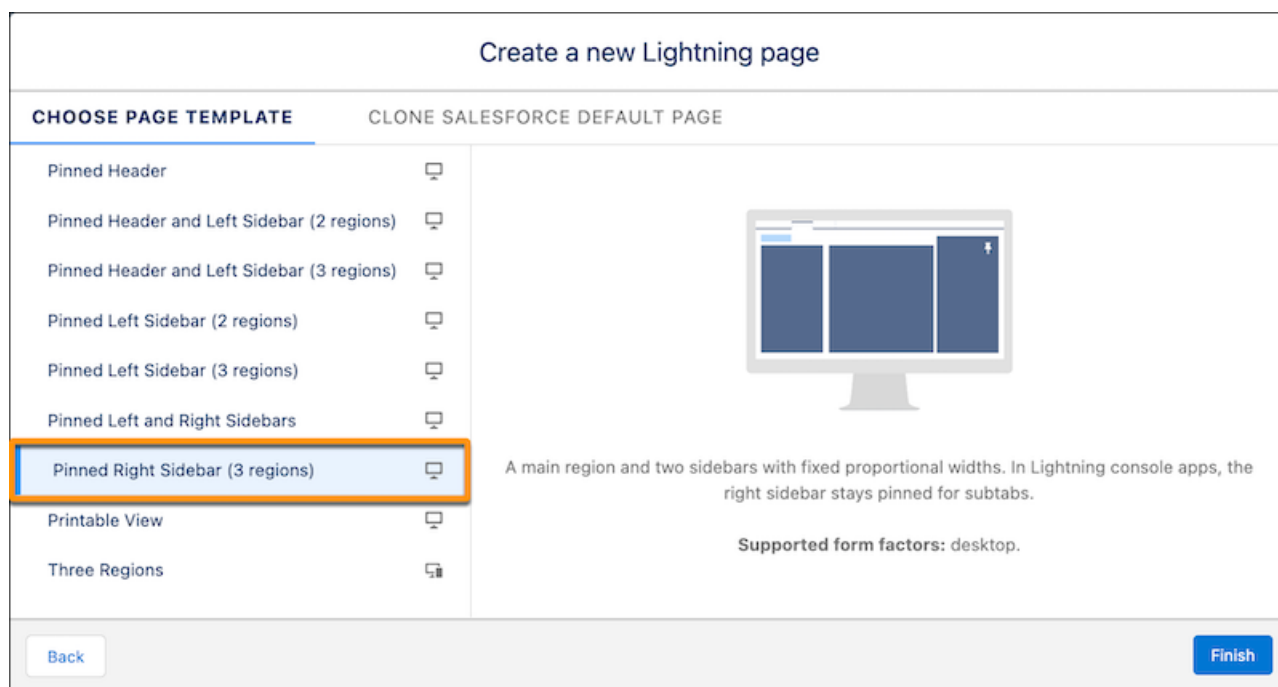 Create a new Lightning page
CHOOSE PAGE TEMPLATE
CLONE SALESFORCE DEFAULT PAGE
Pinned Header
Pinned Header and Left Sidebar (2 regions)
Pinned Header and Left Sidebar (3 regions)
Pinned Left Sidebar (2 regions)
Pinned Left Sidebar (3 regions)
Pinned Left and Right Sidebars
Pinned Right Sidebar (3 regions)
Printable View
Three Regions
A main region and two sidebars with fixed proportional widths. In Lightning console apps, the
right sidebar stays pinned for subtabs.
Supported form factors: desktop.
Back
Finish